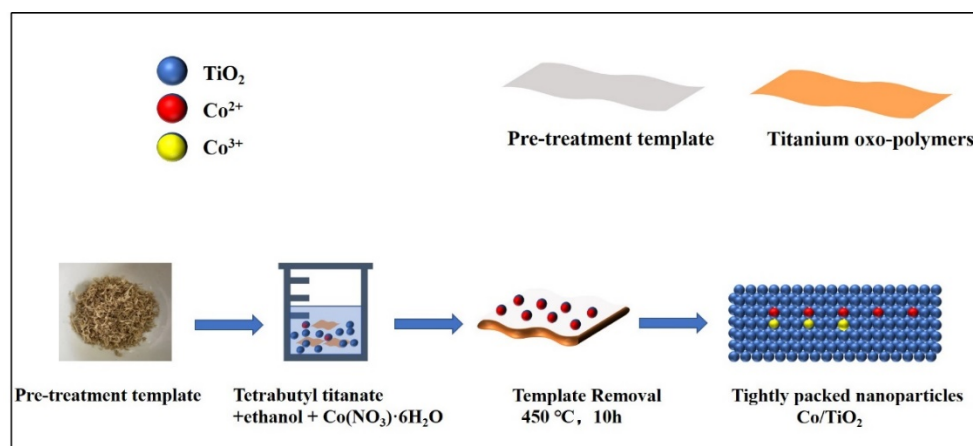 TiO₂
Co²⁺
Co³⁺
Pre-treatment template
Titanium oxo-polymers
Pre-treatment template
Tetrabutyl titanate
+ethanol + Co(NO₃)·6H₂O
Template Removal
450 ℃, 10h
Tightly packed nanoparticles
Co/TiO₂